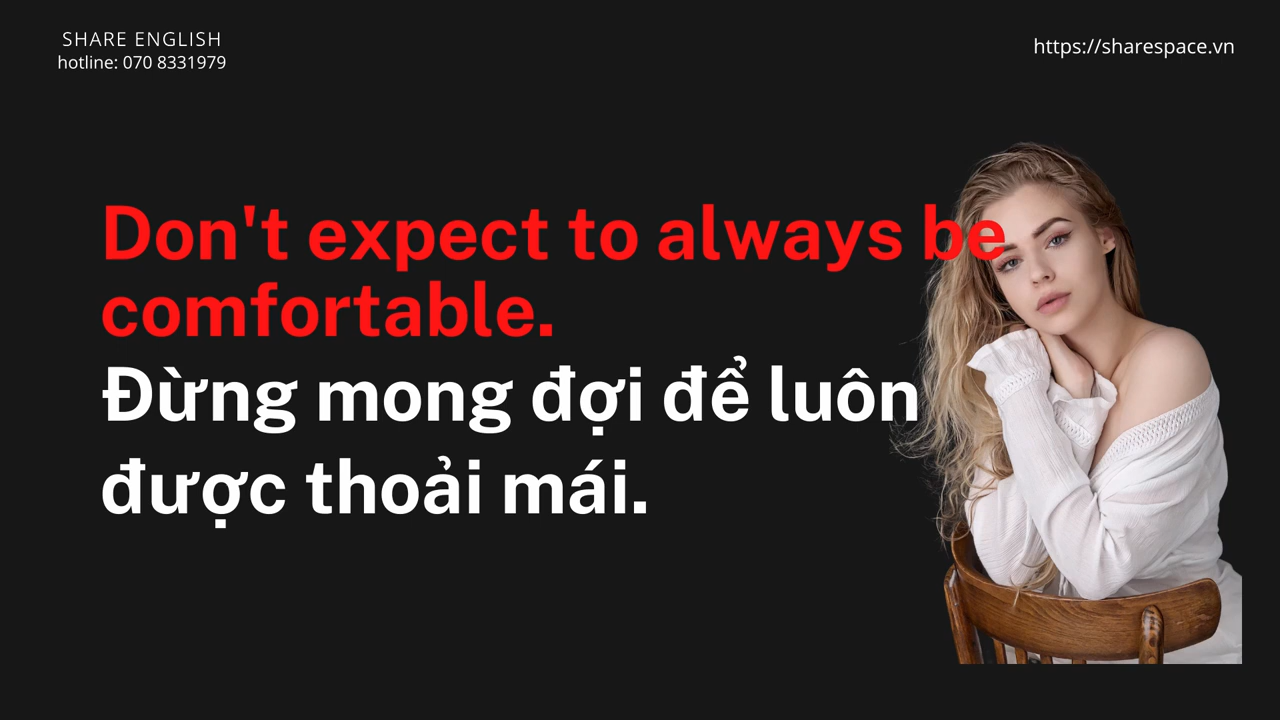 SHARE ENGLISH
hotline: 070 8331979
https://sharespace.vn
Don't expect to always be
comfortable.
Đừng mong đợi để luôn
được thoải mái.